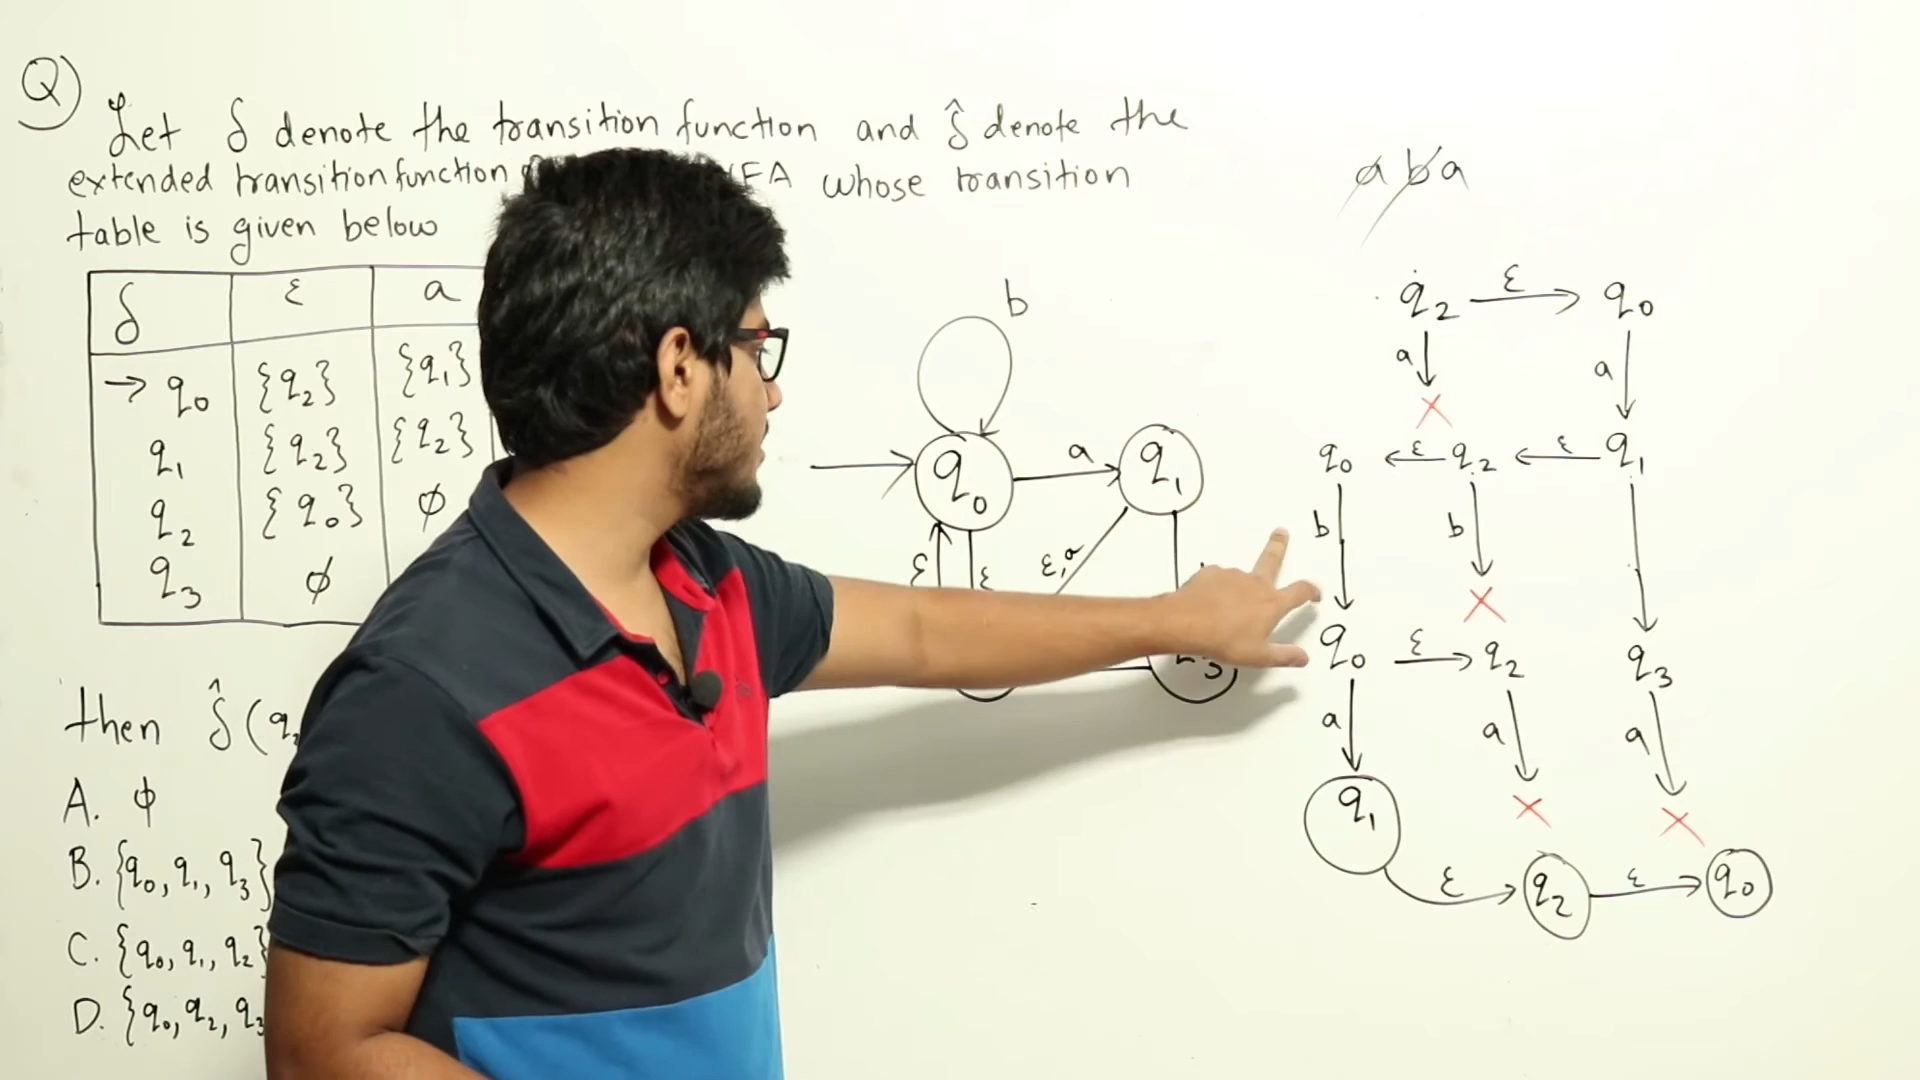 Q)
Let δ denote the transition function and δ̂ denote the
extended transition function FA whose transition
table is given below
δ ε a
→ q0 {q2} {q1}
q1 {q2} {q2}
q2 {q0} ϕ
q3 ϕ
then δ̂(q2
A. ϕ
B. {q0, q1, q3}
C. {q0, q1, q2}
D. {q0, q2, q3
b
q0 a q1
ε ε ε,a
3
aba
q2 ε q0
a a
q0 ε q2 ε q1
b b
q0 ε q2 q3
a a a
q1
ε q2 ε q0